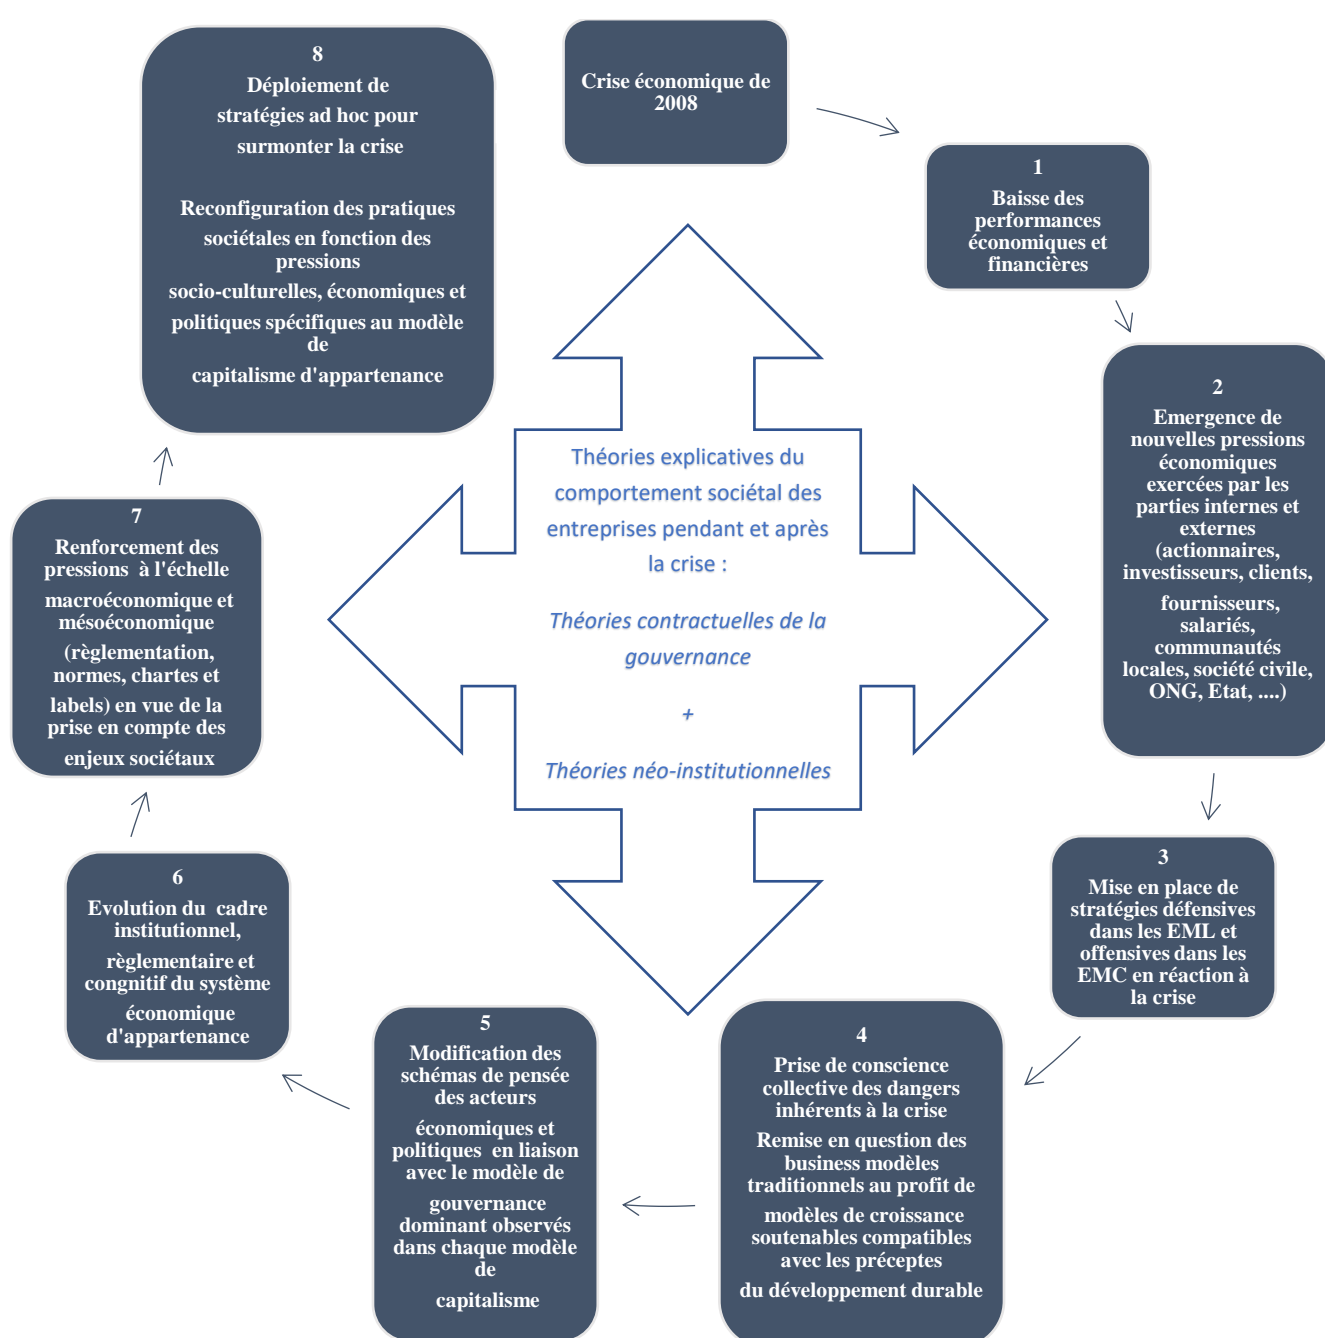 Crise économique de
2008
1
Baisse des
performances
économiques et
financières
2
Emergence de
nouvelles pressions
économiques
exercées par les
parties internes et
externes
(actionnaires,
investisseurs, clients,
fournisseurs,
salariés,
communautés
locales, société civile,
ONG, Etat, ....)
3
Mise en place de
stratégies défensives
dans les EML et
offensives dans les
EMC en réaction à
la crise
4
Prise de conscience
collective des dangers
inhérents à la crise
Remise en question des
business modèles
traditionnels au profit de
modèles de croissance
soutenables compatibles
avec les préceptes
du développement durable
5
Modification des
schémas de pensée
des acteurs
économiques et
politiques en liaison
avec le modèle de
gouvernance
dominant observés
dans chaque modèle
de
capitalisme
6
Evolution du cadre
institutionnel,
règlementaire et
congnitif du système
économique
d'appartenance
7
Renforcement des
pressions à l'échelle
macroéconomique et
mésoéconomique
(règlementation,
normes, chartes et
labels) en vue de la
prise en compte des
enjeux sociétaux
8
Déploiement de
stratégies ad hoc pour
surmonter la crise
Reconfiguration des pratiques
sociétales en fonction des
pressions
socio-culturelles, économiques et
politiques spécifiques au modèle
de
capitalisme d'appartenance
Théories explicatives du
comportement sociétal des
entreprises pendant et après
la crise :
Théories contractuelles de la
gouvernance
+
Théories néo-institutionnelles